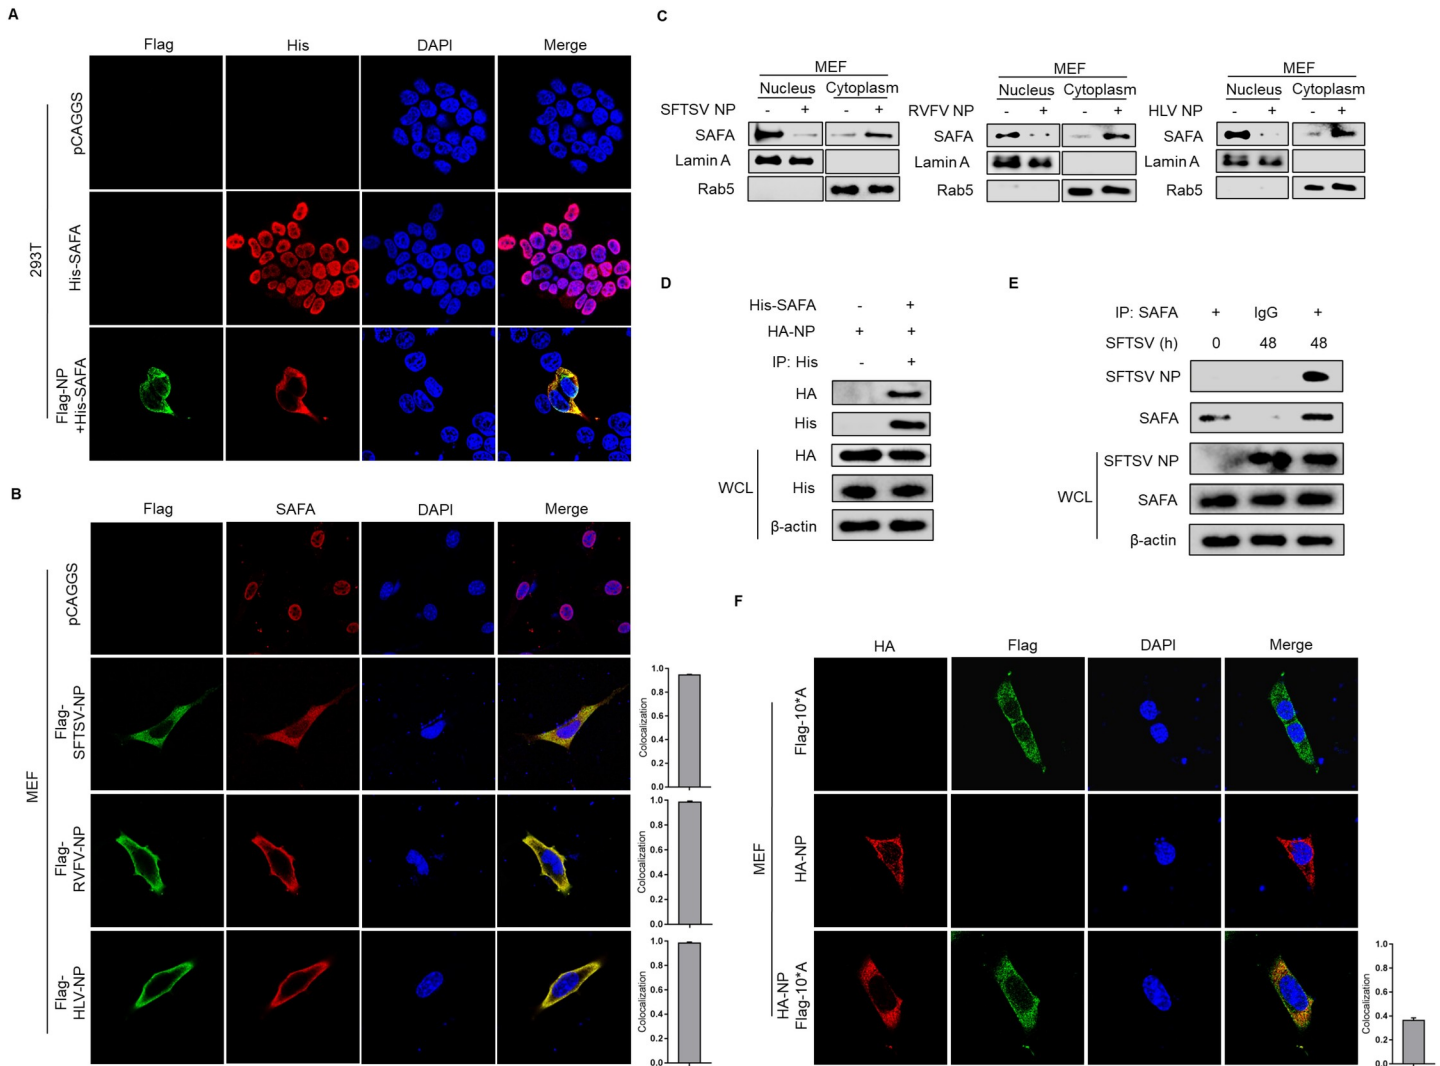 A
Flag His DAPI Merge
293T
pCAGGS
His-SAFA
Flag-NP
+His-SAFA
B
Flag SAFA DAPI Merge
MEF
pCAGGS
Flag-
SFTSV-NP
1.0
0.8
0.6
0.4
0.2
0.0
Colocalization
Flag-
RVFV-NP
1.0
0.8
0.6
0.4
0.2
0.0
Colocalization
Flag-
HLV-NP
1.0
0.8
0.6
0.4
0.2
0.0
Colocalization
C
MEF
Nucleus Cytoplasm
SFTSV NP - + - +
SAFA
Lamin A
Rab5
MEF
Nucleus Cytoplasm
RVFV NP - + - +
SAFA
Lamin A
Rab5
MEF
Nucleus Cytoplasm
HLV NP - + - +
SAFA
Lamin A
Rab5
D
His-SAFA - +
HA-NP + +
IP: His - +
HA
His
WCL
HA
His
β-actin
E
IP: SAFA + IgG +
SFTSV (h) 0 48 48
SFTSV NP
SAFA
WCL
SFTSV NP
SAFA
β-actin
F
HA Flag DAPI Merge
MEF
Flag-10*A
HA-NP
HA-NP
Flag-10*A
1.0
0.8
0.6
0.4
0.2
0.0
Colocalization